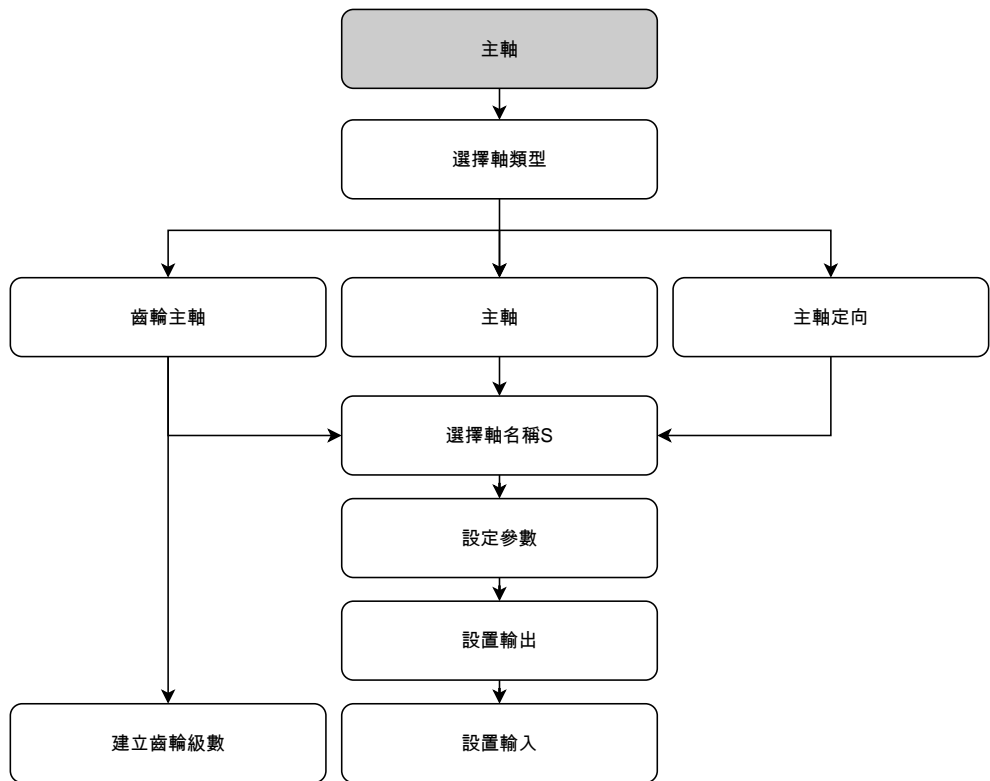 主軸
選擇軸類型
齒輪主軸
主軸
主軸定向
選擇軸名稱S
設定參數
設置輸出
建立齒輪級數
設置輸入